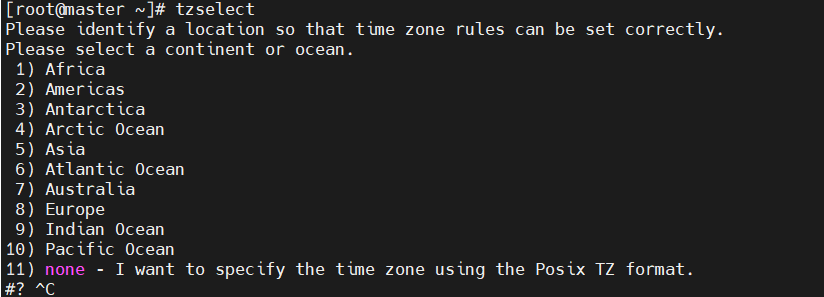 [root@master ~]# tzselect
Please identify a location so that time zone rules can be set correctly.
Please select a continent or ocean.
 1) Africa
 2) Americas
 3) Antarctica
 4) Arctic Ocean
 5) Asia
 6) Atlantic Ocean
 7) Australia
 8) Europe
 9) Indian Ocean
10) Pacific Ocean
11) none - I want to specify the time zone using the Posix TZ format.
#? ^C